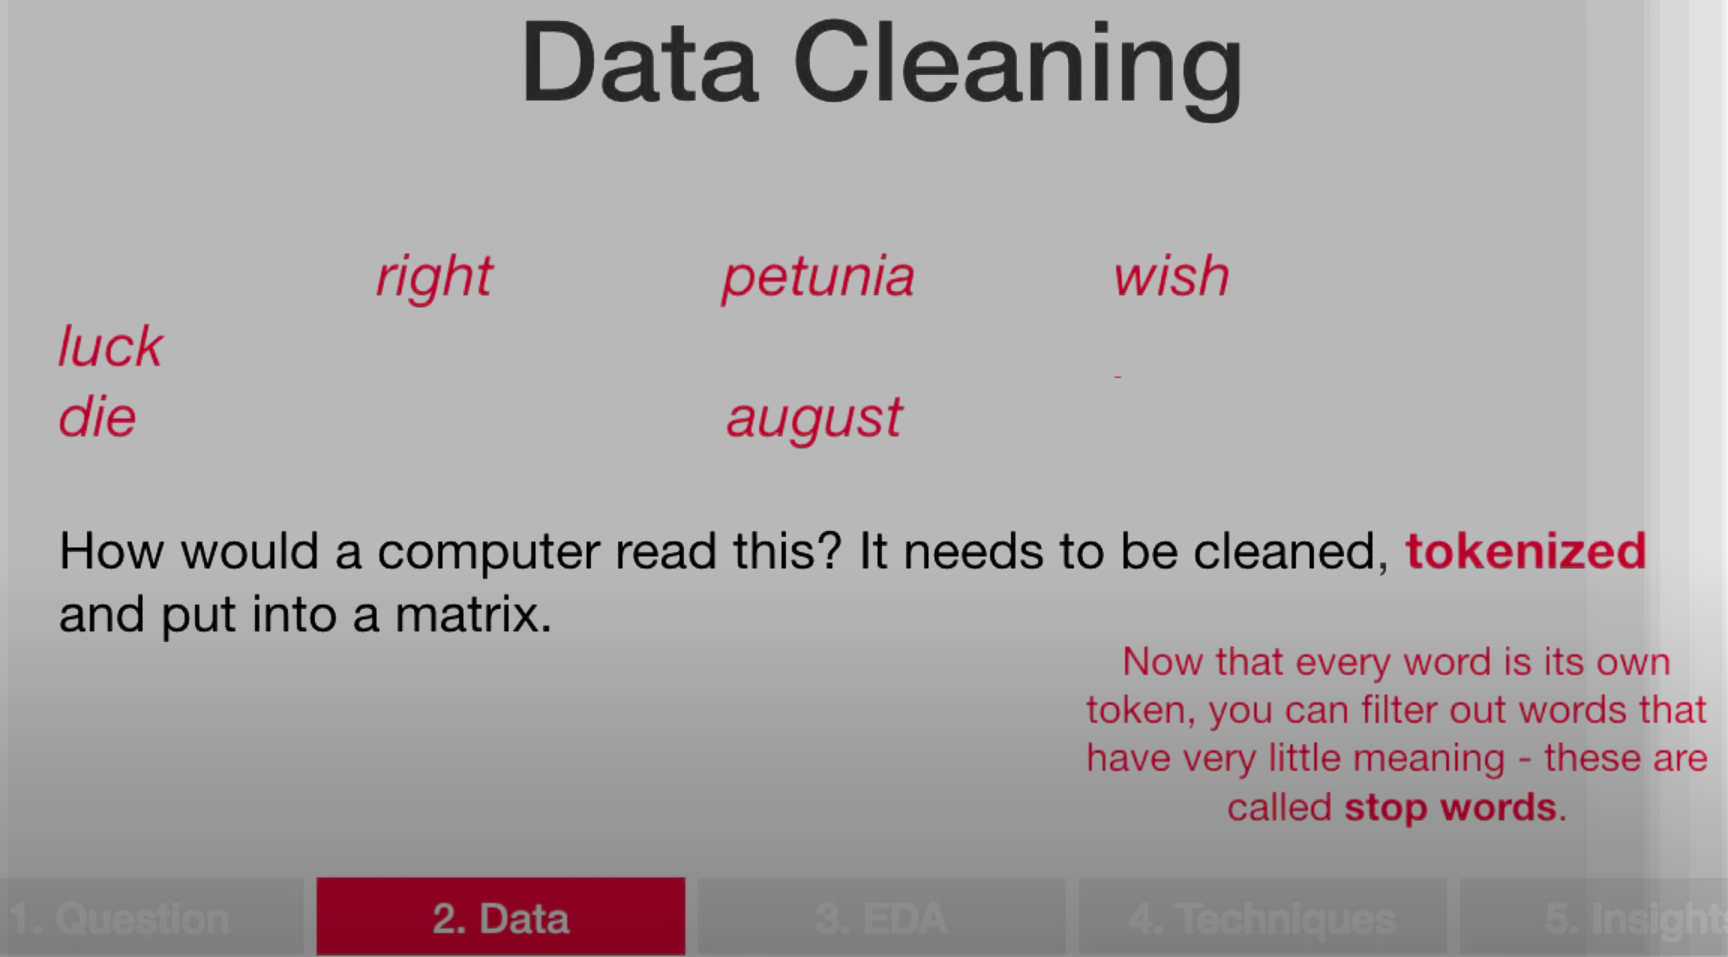 Data Cleaning
right petunia wish
luck
die august
How would a computer read this? It needs to be cleaned, tokenized
and put into a matrix.
Now that every word is its own
token, you can filter out words that
have very little meaning - these are
called stop words.
1. Question 2. Data 3. EDA 4. Techniques 5. Insights